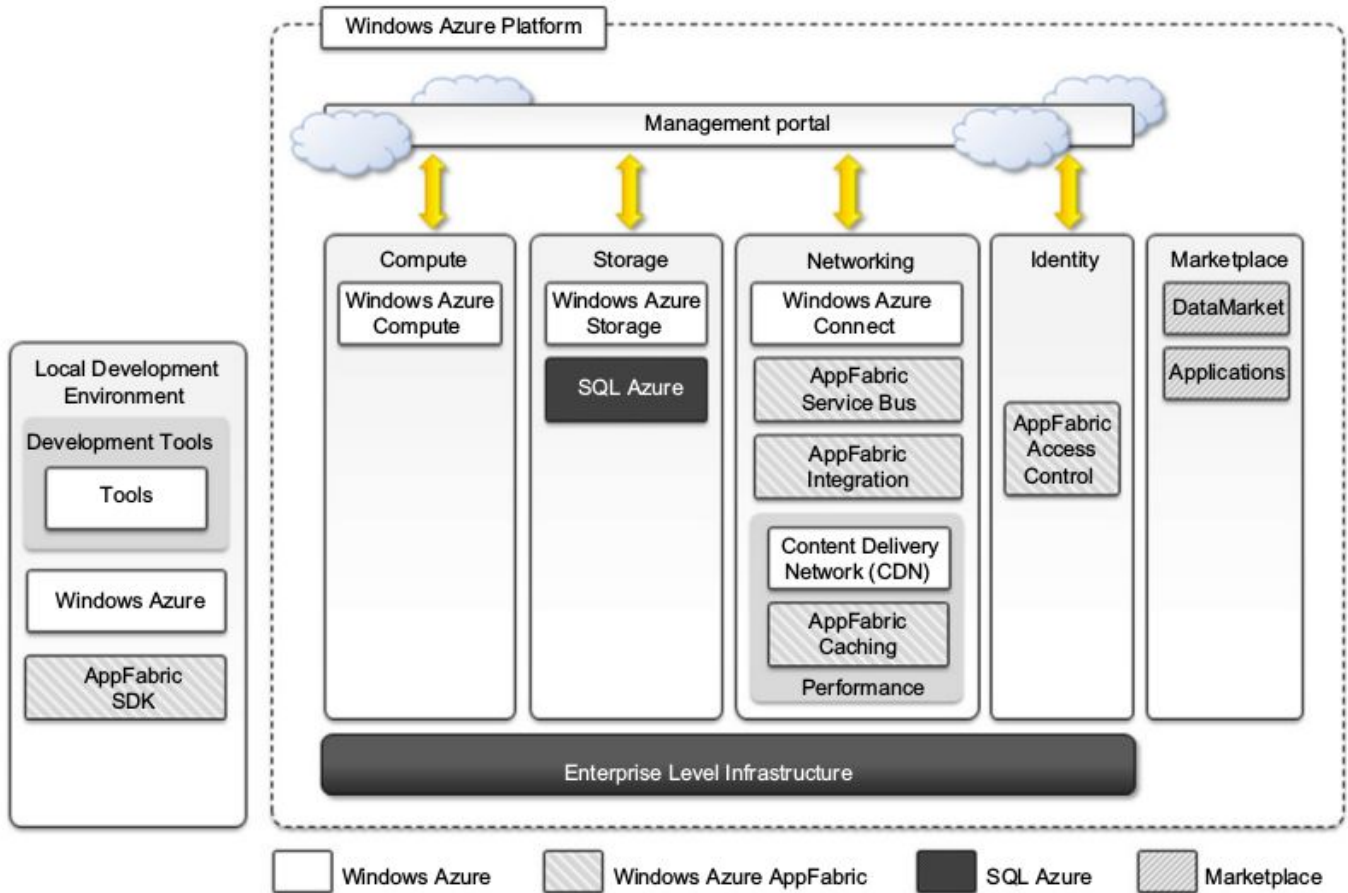 Windows Azure Platform
Management portal
Compute
Windows Azure
Compute
Storage
Windows Azure
Storage
SQL Azure
Networking
Windows Azure
Connect
AppFabric
Service Bus
AppFabric
Integration
Content Delivery
Network (CDN)
AppFabric
Caching
Performance
Identity
AppFabric
Access
Control
Marketplace
DataMarket
Applications
Local Development
Environment
Development Tools
Tools
Windows Azure
AppFabric
SDK
Enterprise Level Infrastructure
Windows Azure
Windows Azure AppFabric
SQL Azure
Marketplace